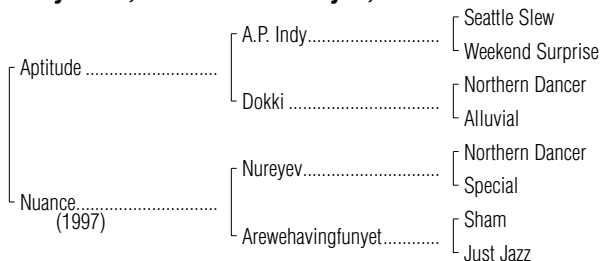 Seattle Slew
A.P. Indy
Weekend Surprise
Aptitude
Northern Dancer
Dokki
Alluvial
Northern Dancer
Nureyev
Special
Nuance
(1997)
Sham
Arewehavingfunyet
Just Jazz